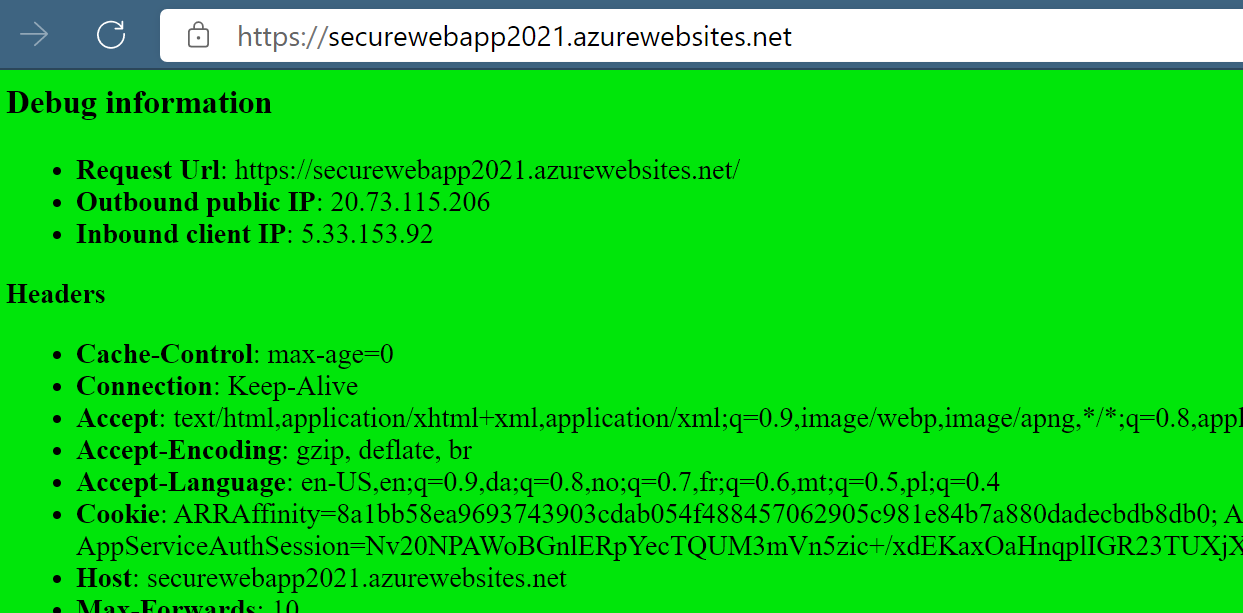 https://securewebapp2021.azurewebsites.net
Debug information
• Request Url: https://securewebapp2021.azurewebsites.net/
• Outbound public IP: 20.73.115.206
• Inbound client IP: 5.33.153.92
Headers
• Cache-Control: max-age=0
• Connection: Keep-Alive
• Accept: text/html,application/xhtml+xml,application/xml;q=0.9,image/webp,image/apng,*/*;q=0.8,appl
• Accept-Encoding: gzip, deflate, br
• Accept-Language: en-US,en;q=0.9,da;q=0.8,no;q=0.7,fr;q=0.6,mt;q=0.5,pl;q=0.4
• Cookie: ARRAffinity=8a1bb58ea9693743903cdab054f488457062905c981e84b7a880dadecbdb8db0; A
AppServiceAuthSession=Nv20NPAWoBGnlERpYecTQUM3mVn5zic+/xdEKaxOaHnqplIGR23TUXjX
• Host: securewebapp2021.azurewebsites.net
• Max-Forwards: 10